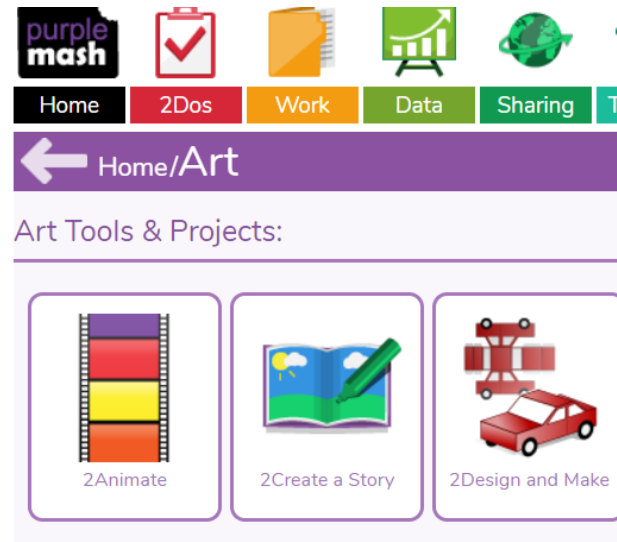 purple
mash
Home 2Dos Work Data Sharing
Home/Art
Art Tools & Projects:
2Animate 2Create a Story 2Design and Make